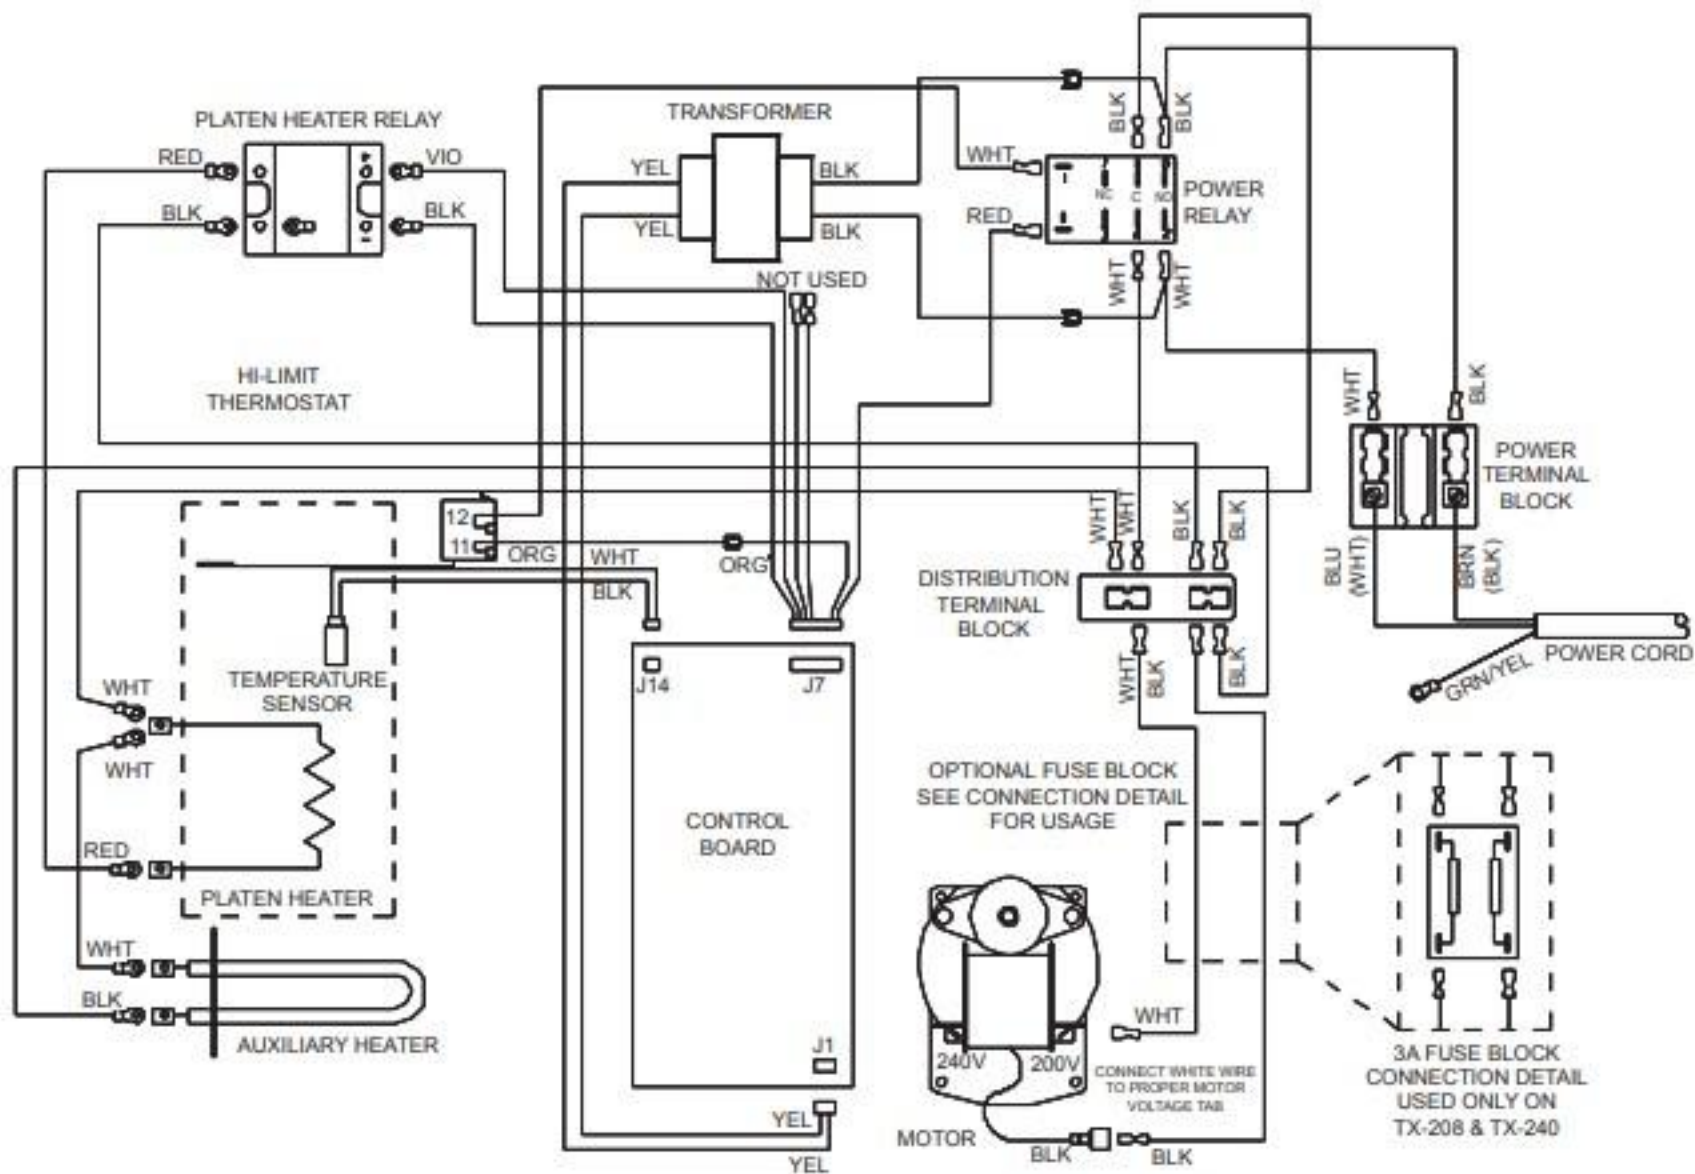 PLATEN HEATER RELAY
RED
VIO
BLK
BLK
TRANSFORMER
YEL
BLK
YEL
BLK
NOT USED
BLK
BLK
WHT
RED
NC
C
NO
POWER
RELAY
WHT
WHT
HI-LIMIT
THERMOSTAT
WHT
BLK
POWER
TERMINAL
BLOCK
BLU
(WHT)
BRN
(BLK)
POWER CORD
GRN/YEL
12
11
ORG
WHT
BLK
ORG
WHT
WHT
BLK
BLK
DISTRIBUTION
TERMINAL
BLOCK
WHT
BLK
BLK
TEMPERATURE
SENSOR
WHT
WHT
RED
PLATEN HEATER
WHT
BLK
AUXILIARY HEATER
J14
J7
CONTROL
BOARD
J1
YEL
YEL
OPTIONAL FUSE BLOCK
SEE CONNECTION DETAIL
FOR USAGE
240V
200V
WHT
CONNECT WHITE WIRE
TO PROPER MOTOR
VOLTAGE TAB
MOTOR
BLK
BLK
3A FUSE BLOCK
CONNECTION DETAIL
USED ONLY ON
TX-208 & TX-240